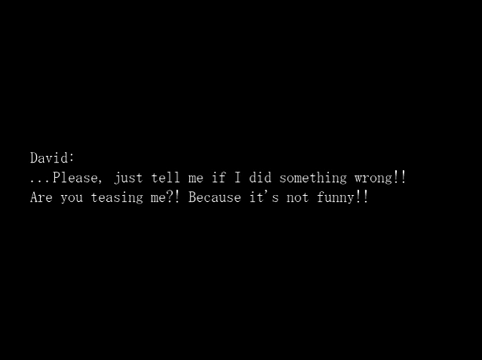 David:
...Please, just tell me if I did something wrong!!
Are you teasing me?! Because it's not funny!!